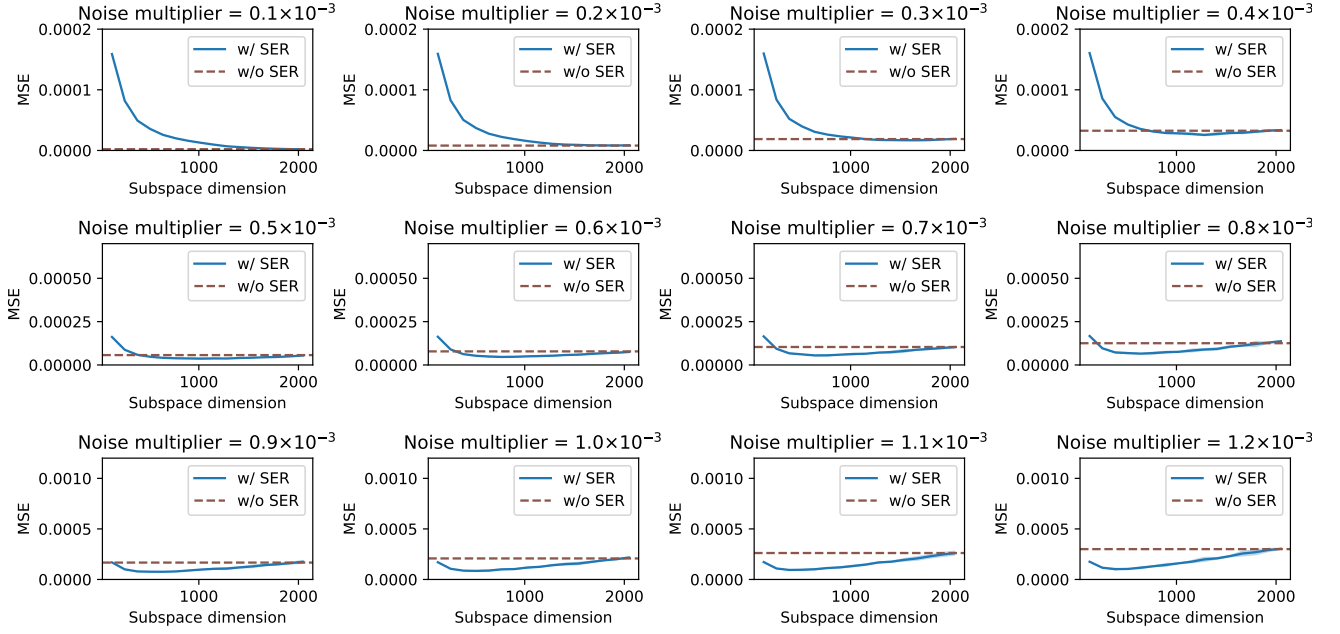 Noise multiplier = 0.1×10⁻³
0.0002
0.0001
0.0000
MSE
w/ SER
w/o SER
1000
2000
Subspace dimension
Noise multiplier = 0.2×10⁻³
0.0002
0.0001
0.0000
MSE
w/ SER
w/o SER
1000
2000
Subspace dimension
Noise multiplier = 0.3×10⁻³
0.0002
0.0001
0.0000
MSE
w/ SER
w/o SER
1000
2000
Subspace dimension
Noise multiplier = 0.4×10⁻³
0.0002
0.0001
0.0000
MSE
w/ SER
w/o SER
1000
2000
Subspace dimension
Noise multiplier = 0.5×10⁻³
0.00050
0.00025
0.00000
MSE
w/ SER
w/o SER
1000
2000
Subspace dimension
Noise multiplier = 0.6×10⁻³
0.00050
0.00025
0.00000
MSE
w/ SER
w/o SER
1000
2000
Subspace dimension
Noise multiplier = 0.7×10⁻³
0.00050
0.00025
0.00000
MSE
w/ SER
w/o SER
1000
2000
Subspace dimension
Noise multiplier = 0.8×10⁻³
0.00050
0.00025
0.00000
MSE
w/ SER
w/o SER
1000
2000
Subspace dimension
Noise multiplier = 0.9×10⁻³
0.0010
0.0005
0.0000
MSE
w/ SER
w/o SER
1000
2000
Subspace dimension
Noise multiplier = 1.0×10⁻³
0.0010
0.0005
0.0000
MSE
w/ SER
w/o SER
1000
2000
Subspace dimension
Noise multiplier = 1.1×10⁻³
0.0010
0.0005
0.0000
MSE
w/ SER
w/o SER
1000
2000
Subspace dimension
Noise multiplier = 1.2×10⁻³
0.0010
0.0005
0.0000
MSE
w/ SER
w/o SER
1000
2000
Subspace dimension